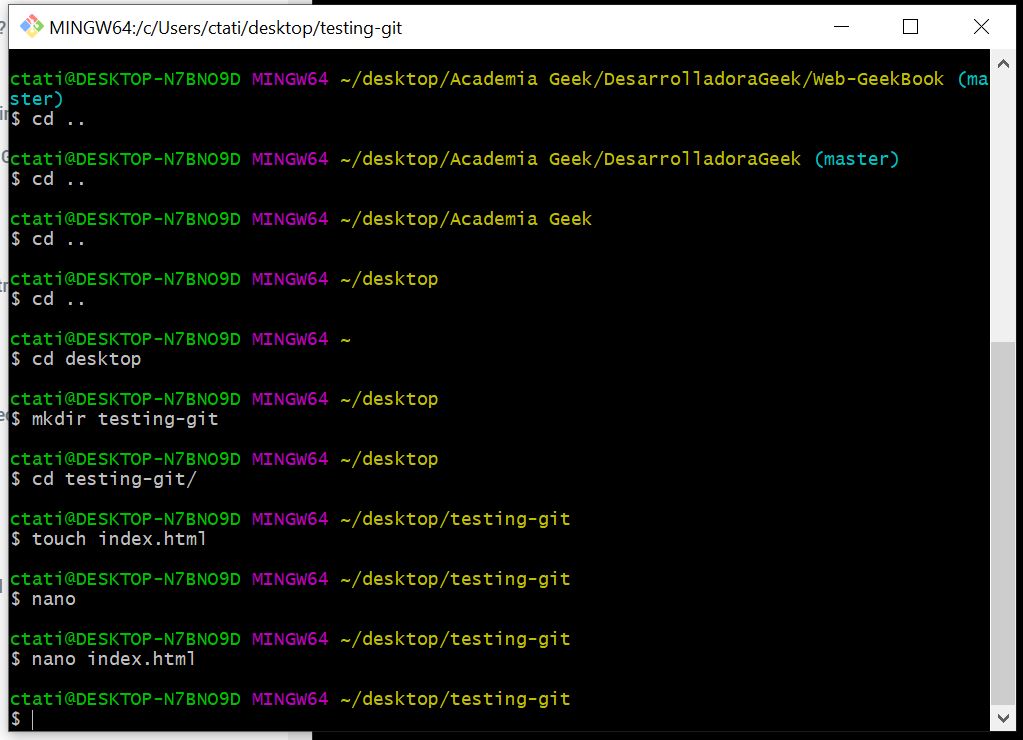 MINGW64:/c/Users/ctati/desktop/testing-git
ctati@DESKTOP-N7BNO9D MINGW64 ~/desktop/Academia Geek/DesarrolladoraGeek/Web-GeekBook (ma
ster)
$ cd ..
ctati@DESKTOP-N7BNO9D MINGW64 ~/desktop/Academia Geek/DesarrolladoraGeek (master)
$ cd ..
ctati@DESKTOP-N7BNO9D MINGW64 ~/desktop/Academia Geek
$ cd ..
ctati@DESKTOP-N7BNO9D MINGW64 ~/desktop
$ cd ..
ctati@DESKTOP-N7BNO9D MINGW64 ~
$ cd desktop
ctati@DESKTOP-N7BNO9D MINGW64 ~/desktop
$ mkdir testing-git
ctati@DESKTOP-N7BNO9D MINGW64 ~/desktop
$ cd testing-git/
ctati@DESKTOP-N7BNO9D MINGW64 ~/desktop/testing-git
$ touch index.html
ctati@DESKTOP-N7BNO9D MINGW64 ~/desktop/testing-git
$ nano
ctati@DESKTOP-N7BNO9D MINGW64 ~/desktop/testing-git
$ nano index.html
ctati@DESKTOP-N7BNO9D MINGW64 ~/desktop/testing-git
$